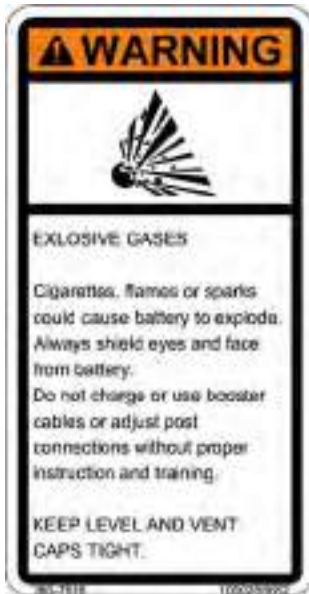 WARNING
EXLOSIVE GASES
Cigarettes, flames or sparks
could cause battery to explode.
Always shield eyes and face
from battery.
Do not charge or use booster
cables or adjust post
connections without proper
instruction and training.
KEEP LEVEL AND VENT
CAPS TIGHT.